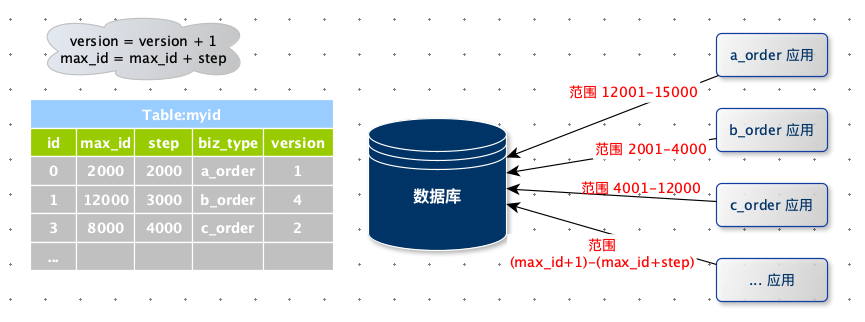 version = version + 1
max_id = max_id + step
Table:myid
id max_id step biz_type version
0 2000 2000 a_order 1
1 12000 3000 b_order 4
3 8000 4000 c_order 2
...
数据库
范围 12001-15000
范围 2001-4000
范围 4001-12000
范围
(max_id+1)-(max_id+step)
a_order 应用
b_order 应用
c_order 应用
... 应用